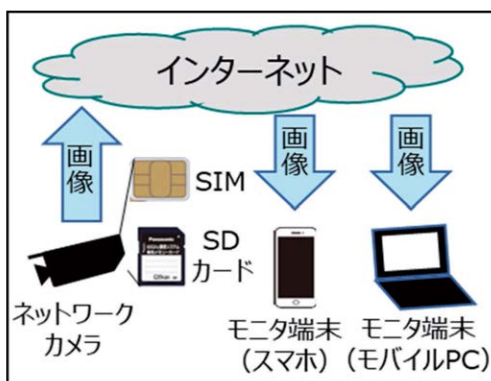 インターネット
画像
画像
画像
SIM
SD
カード
Panasonic
ネットワーク
カメラ
モニタ端末
(スマホ)
モニタ端末
(モバイルPC)